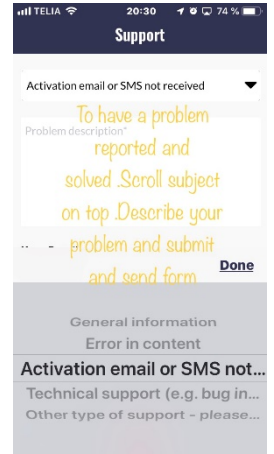 TELIA 20:30 74 %
Support
Activation email or SMS not received
Problem description*
To have a problem
reported and
solved .Scroll subject
on top .Describe your
problem and submit
and send form
Done
General information
Error in content
Activation email or SMS not...
Technical support (e.g. bug in...
Other type of support - please...